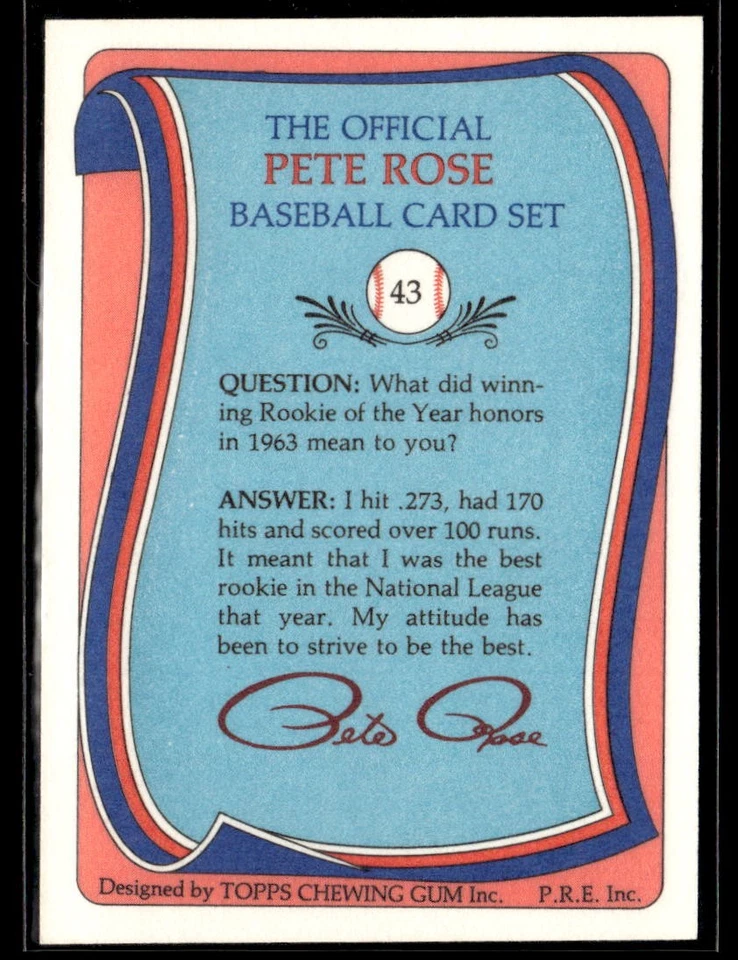 THE OFFICIAL
PETE ROSE
BASEBALL CARD SET
43
QUESTION: What did winn-
ing Rookie of the Year honors
in 1963 mean to you?
ANSWER: I hit .273, had 170
hits and scored over 100 runs.
It meant that I was the best
rookie in the National League
that year. My attitude has
been to strive to be the best.
Pete Rose
Designed by TOPPS CHEWING GUM Inc. P.R.E. Inc.